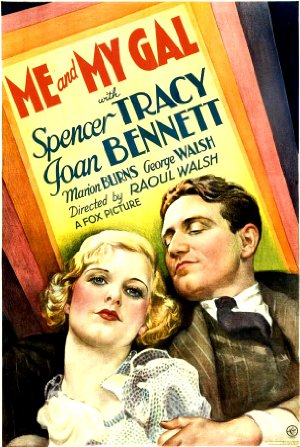 ME and MY GAL
with
Spencer TRACY
Joan BENNETT
Marion BURNS George WALSH
Directed by RAOUL WALSH
A FOX PICTURE